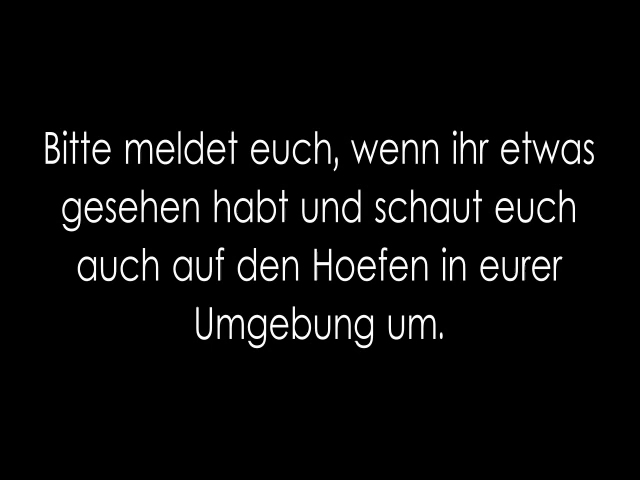 Bitte meldet euch, wenn ihr etwas
gesehen habt und schaut euch
auch auf den Hoefen in eurer
Umgebung um.